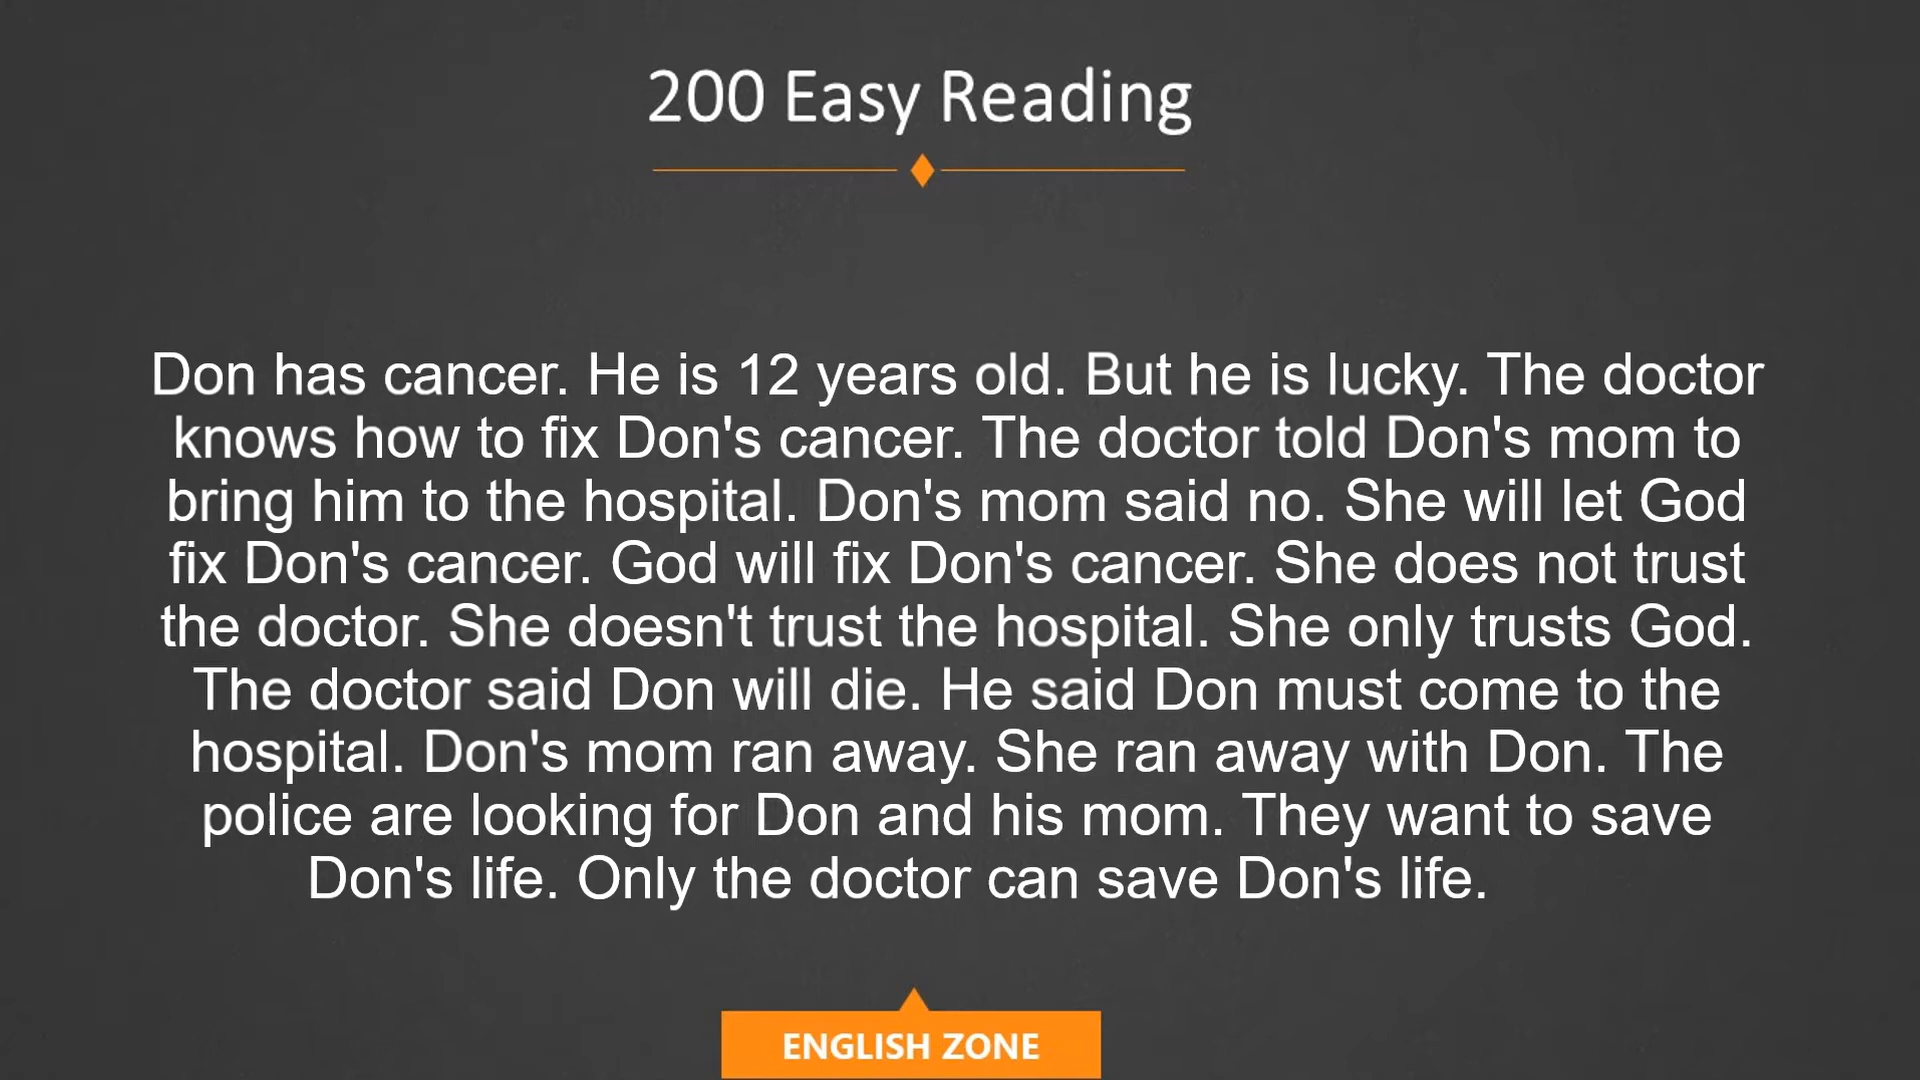 200 Easy Reading
Don has cancer. He is 12 years old. But he is lucky. The doctor
knows how to fix Don's cancer. The doctor told Don's mom to
bring him to the hospital. Don's mom said no. She will let God
fix Don's cancer. God will fix Don's cancer. She does not trust
the doctor. She doesn't trust the hospital. She only trusts God.
The doctor said Don will die. He said Don must come to the
hospital. Don's mom ran away. She ran away with Don. The
police are looking for Don and his mom. They want to save
Don's life. Only the doctor can save Don's life.
ENGLISH ZONE